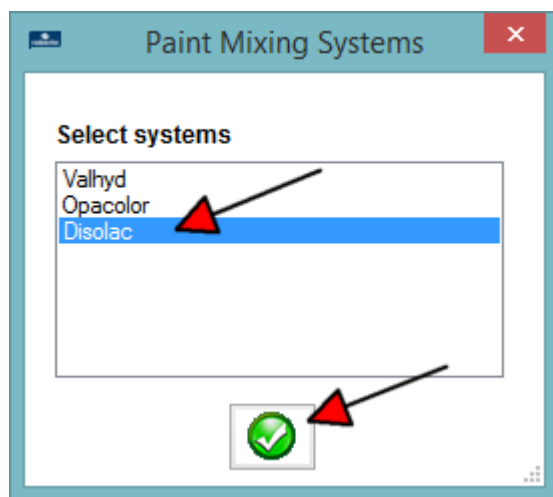 Paint Mixing Systems
Select systems
Valhyd
Opacolor
Disolac